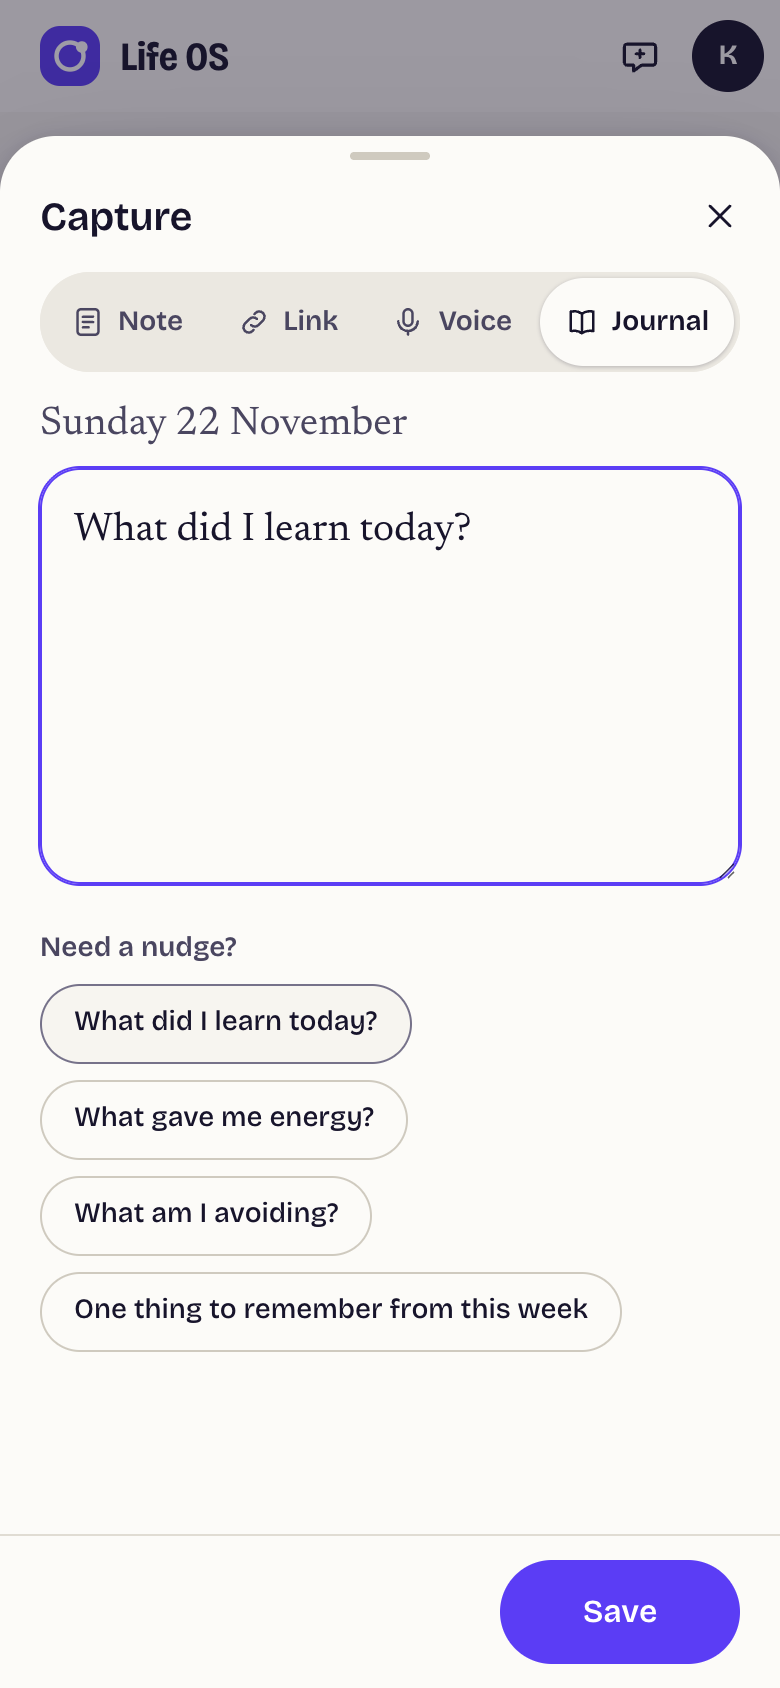 Life OS
K
Capture
Note Link Voice Journal
Sunday 22 November
What did I learn today?
Need a nudge?
What did I learn today?
What gave me energy?
What am I avoiding?
One thing to remember from this week
Save